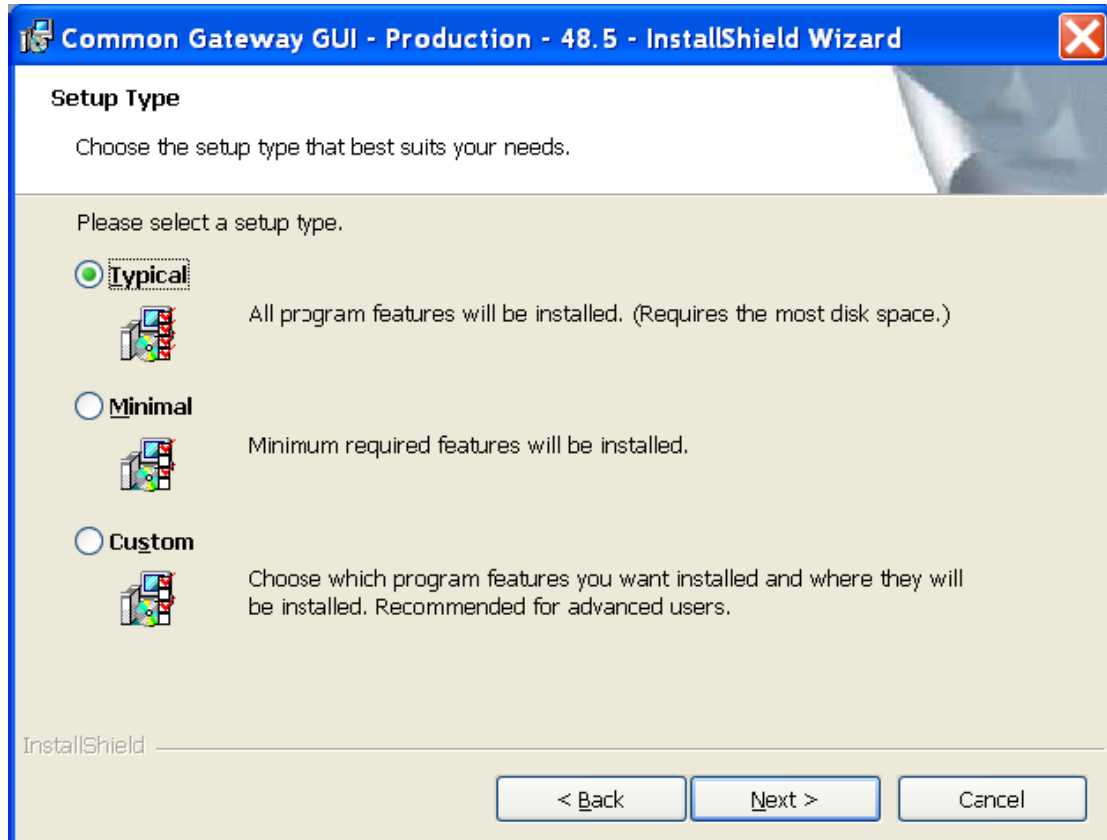 Common Gateway GUI - Production - 48.5 - InstallShield Wizard
Setup Type
Choose the setup type that best suits your needs.
Please select a setup type.
Typical
All program features will be installed. (Requires the most disk space.)
Minimal
Minimum required features will be installed.
Custom
Choose which program features you want installed and where they will
be installed. Recommended for advanced users.
InstallShield
< Back
Next >
Cancel